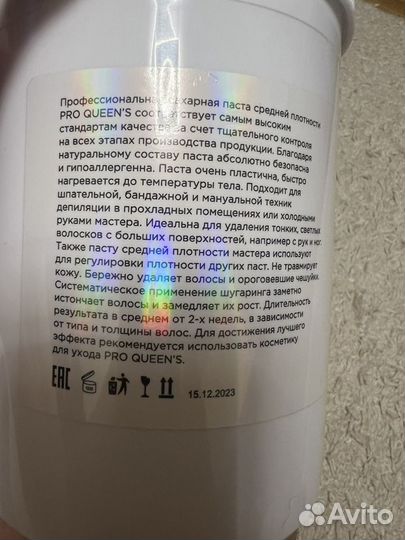 Профессиональная сахарная паста средней плотности
PRO QUEEN'S соответствует самым высоким
стандартам качества за счет тщательного контроля
на всех этапах производства продукции. Благодаря
натуральному составу паста абсолютно безопасна
и гипоаллергенна. Паста очень пластична, быстро
нагревается до температуры тела. Подходит для
шпательной, бандажной и мануальной техник
депиляции в прохладных помещениях или холодными
руками мастера. Идеальна для удаления тонких, светлых
волосков с больших поверхностей, например с рук и ног.
Также пасту средней плотности мастера используют
для регулировки плотности других паст. Не травмирует
кожу. Бережно удаляет волосы и ороговевшие чешуйки.
Систематическое применение шугаринга заметно
истончает волосы и замедляет их рост. Длительность
результата в среднем от 2-х недель, в зависимости
от типа и толщины волос. Для достижения лучшего
эффекта рекомендуется использовать косметику
для ухода PRO QUEEN'S.
EAC 15.12.2023
Avito